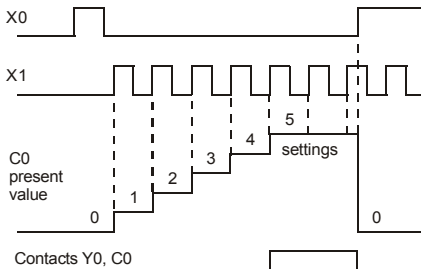 X0
X1
5
4
settings
3
C0
present
value
2
1
0
0
Contacts Y0, C0